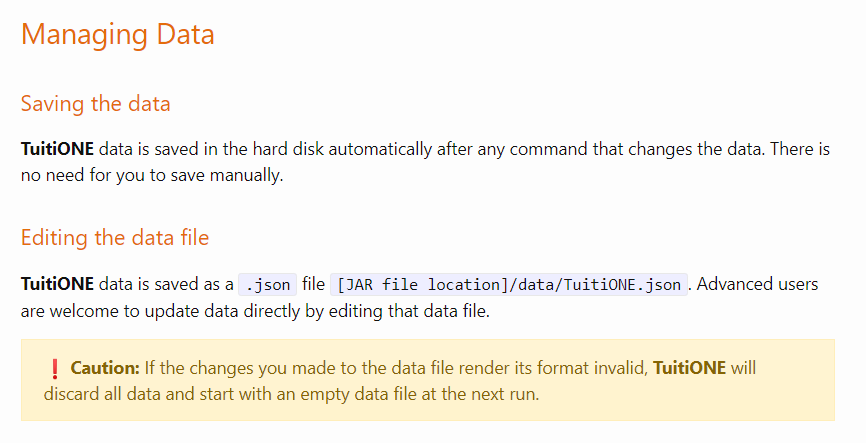 Managing Data
Saving the data
TuitiONE data is saved in the hard disk automatically after any command that changes the data. There is
no need for you to save manually.
Editing the data file
TuitiONE data is saved as a .json file [JAR file location]/data/TuitiONE.json. Advanced users
are welcome to update data directly by editing that data file.
❗ Caution: If the changes you made to the data file render its format invalid, TuitiONE will
discard all data and start with an empty data file at the next run.